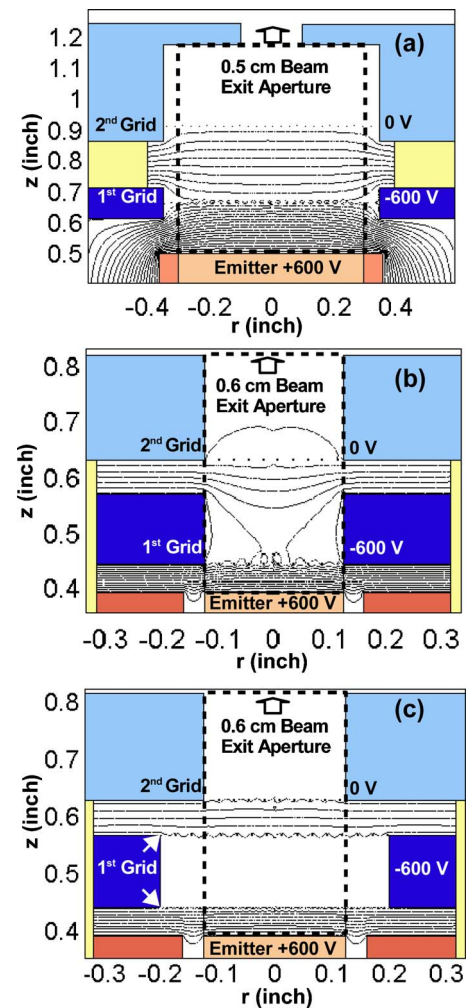 (a)
1.2
1.1
1
0.9
0.8
0.7
0.6
0.5
z (inch)
0.5 cm Beam
Exit Aperture
2nd Grid
0 V
1st Grid
-600 V
Emitter +600 V
-0.4 -0.2 0 0.2 0.4
r (inch)
(b)
0.8
0.7
0.6
0.5
0.4
z (inch)
0.6 cm Beam
Exit Aperture
2nd Grid
0 V
1st Grid
-600 V
Emitter +600 V
-0.3 -0.2 -0.1 0 0.1 0.2 0.3
r (inch)
(c)
0.8
0.7
0.6
0.5
0.4
z (inch)
0.6 cm Beam
Exit Aperture
2nd Grid
0 V
1st Grid
-600 V
Emitter +600 V
-0.3 -0.2 -0.1 0 0.1 0.2 0.3
r (inch)